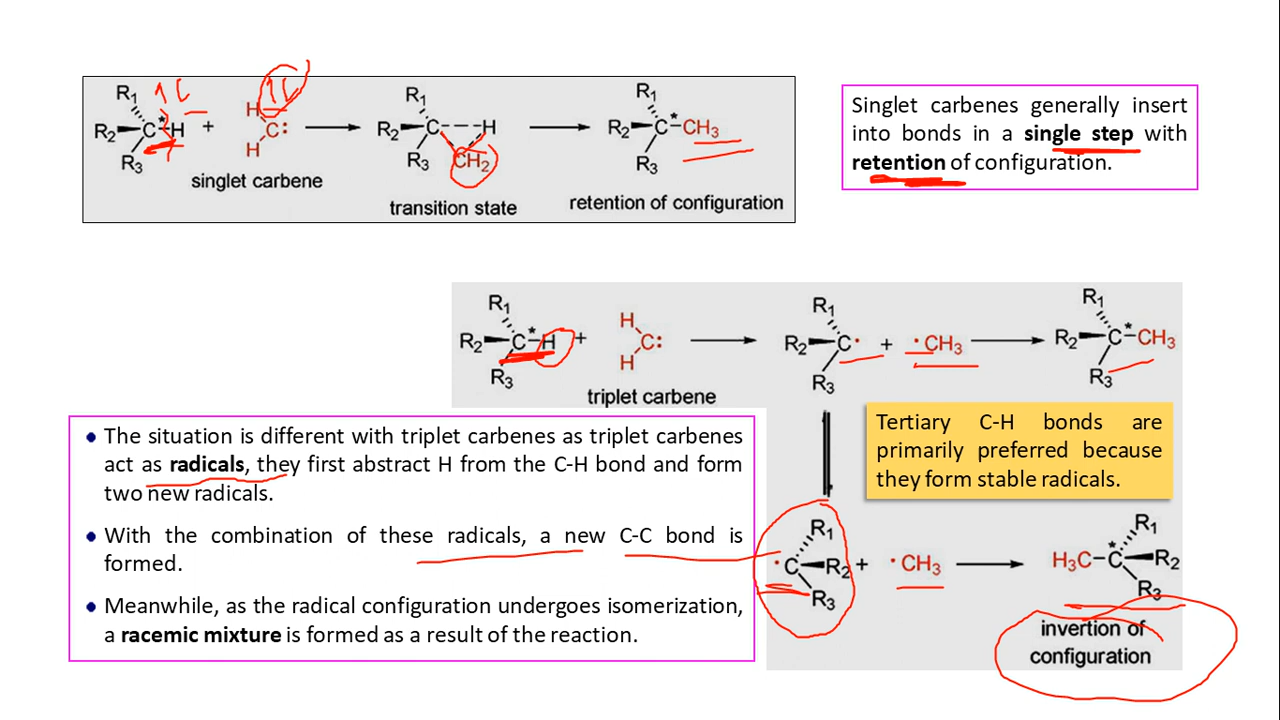 R1
R2 C* H + H C: H
R3
singlet carbene
R1
R2 C H
R3 CH2
transition state
R1
R2 C* CH3
R3
retention of configuration
Singlet carbenes generally insert
into bonds in a single step with
retention of configuration.
R1
R2 C* H + H C: H
R3
triplet carbene
R1
R2 C· + ·CH3
R3
R1
R2 C* CH3
R3
• The situation is different with triplet carbenes as triplet carbenes
act as radicals, they first abstract H from the C-H bond and form
two new radicals.
• With the combination of these radicals, a new C-C bond is
formed.
• Meanwhile, as the radical configuration undergoes isomerization,
a racemic mixture is formed as a result of the reaction.
Tertiary C-H bonds are
primarily preferred because
they form stable radicals.
R1
·C R2 + ·CH3
R3
R1
H3C-C* R2
R3
invertion of
configuration